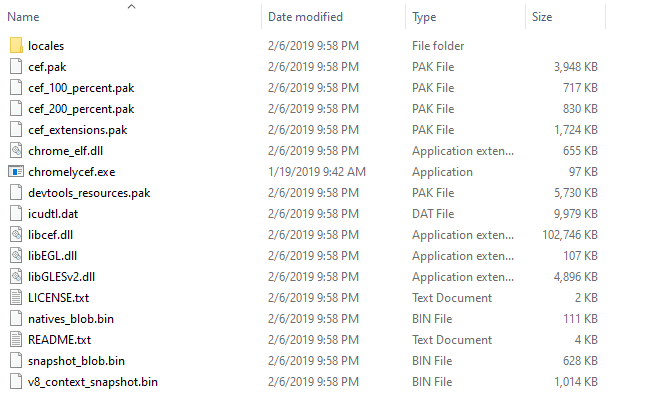 Name Date modified Type Size
locales 2/6/2019 9:58 PM File folder
cef.pak 2/6/2019 9:58 PM PAK File 3,948 KB
cef_100_percent.pak 2/6/2019 9:58 PM PAK File 717 KB
cef_200_percent.pak 2/6/2019 9:58 PM PAK File 830 KB
cef_extensions.pak 2/6/2019 9:58 PM PAK File 1,724 KB
chrome_elf.dll 2/6/2019 9:58 PM Application exten... 655 KB
chromelycef.exe 1/19/2019 9:42 AM Application 97 KB
devtools_resources.pak 2/6/2019 9:58 PM PAK File 5,730 KB
icudtl.dat 2/6/2019 9:58 PM DAT File 9,979 KB
libcef.dll 2/6/2019 9:58 PM Application exten... 102,746 KB
libEGL.dll 2/6/2019 9:58 PM Application exten... 107 KB
libGLESv2.dll 2/6/2019 9:58 PM Application exten... 4,896 KB
LICENSE.txt 2/6/2019 9:58 PM Text Document 2 KB
natives_blob.bin 2/6/2019 9:58 PM BIN File 111 KB
README.txt 2/6/2019 9:58 PM Text Document 4 KB
snapshot_blob.bin 2/6/2019 9:58 PM BIN File 628 KB
v8_context_snapshot.bin 2/6/2019 9:58 PM BIN File 1,014 KB